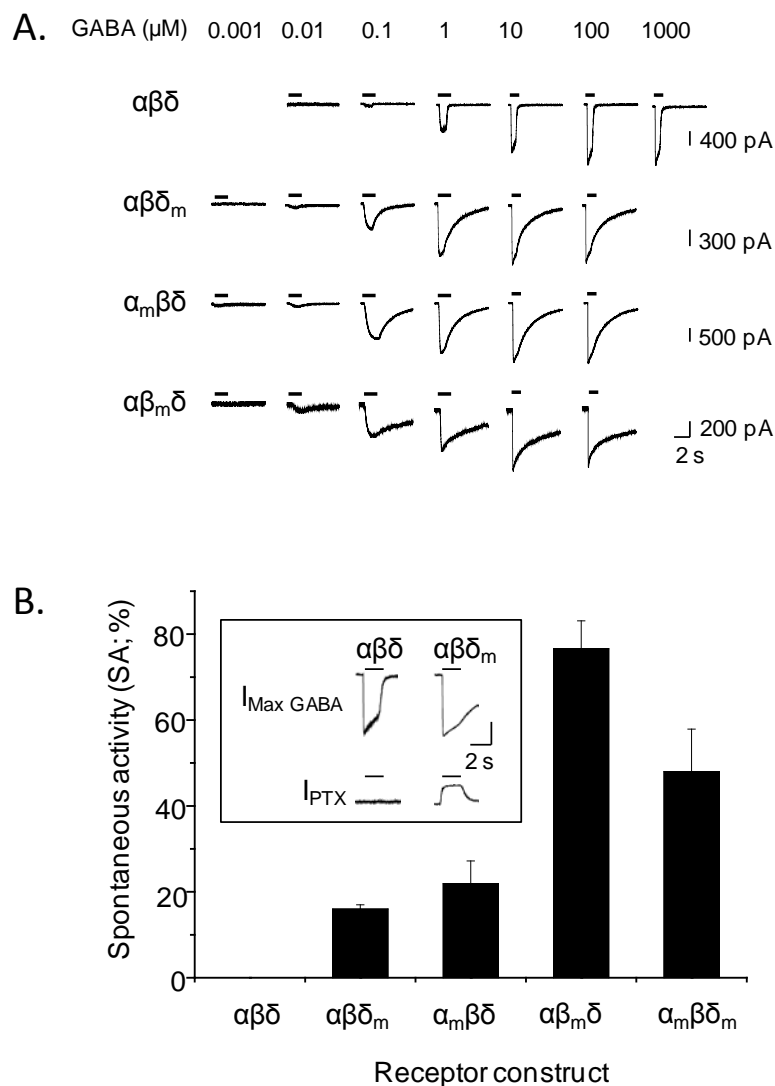 A. GABA (µM) 0.001 0.01 0.1 1 10 100 1000
αβδ
400 pA
αβδm
300 pA
αmβδ
500 pA
αβmδ
200 pA
2 s
B.
Spontaneous activity (SA; %)
80
60
40
20
0
αβδ αβδm
IMax GABA
2 s
IPTX
αβδ αβδm αmβδ αβmδ αmβδm
Receptor construct